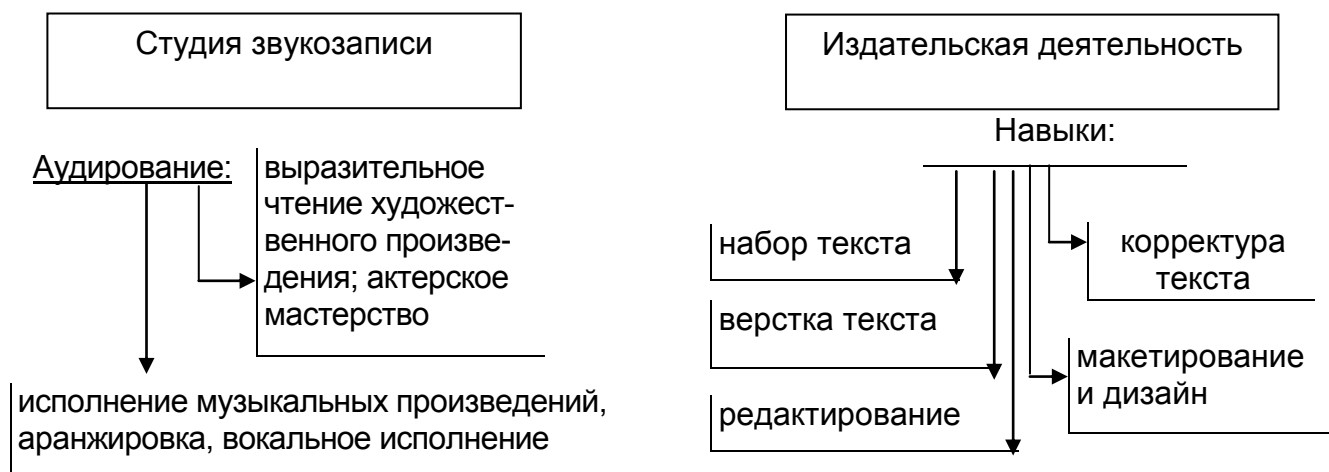 Студия звукозаписи
Аудирование:
выразительное
чтение художест-
венного произве-
дения; актерское
мастерство
исполнение музыкальных произведений,
аранжировка, вокальное исполнение
Издательская деятельность
Навыки:
набор текста
верстка текста
редактирование
корректура
текста
макетирование
и дизайн